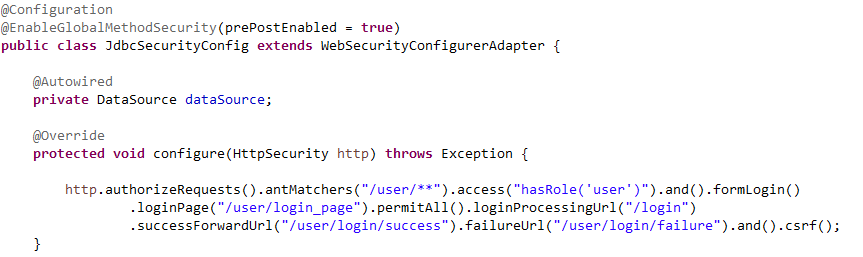 @Configuration
@EnableGlobalMethodSecurity(prePostEnabled = true)
public class JdbcSecurityConfig extends WebSecurityConfigurerAdapter {
@Autowired
private DataSource dataSource;
@Override
protected void configure(HttpSecurity http) throws Exception {
http.authorizeRequests().antMatchers("/user/**").access("hasRole('user')").and().formLogin()
.loginPage("/user/login_page").permitAll().loginProcessingUrl("/login")
.successForwardUrl("/user/login/success").failureUrl("/user/login/failure").and().csrf();
}